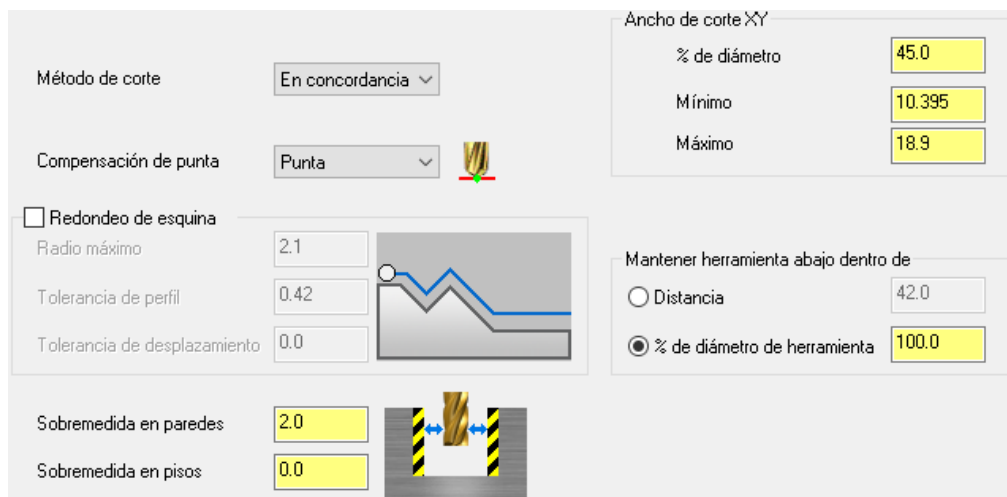 Método de corte
En concordancia
Compensación de punta
Punta
Redondeo de esquina
Radio máximo
2.1
Tolerancia de perfil
0.42
Tolerancia de desplazamiento
0.0
Sobremedida en paredes
2.0
Sobremedida en pisos
0.0
Ancho de corte XY
% de diámetro
45.0
Mínimo
10.395
Máximo
18.9
Mantener herramienta abajo dentro de
Distancia
42.0
% de diámetro de herramienta
100.0